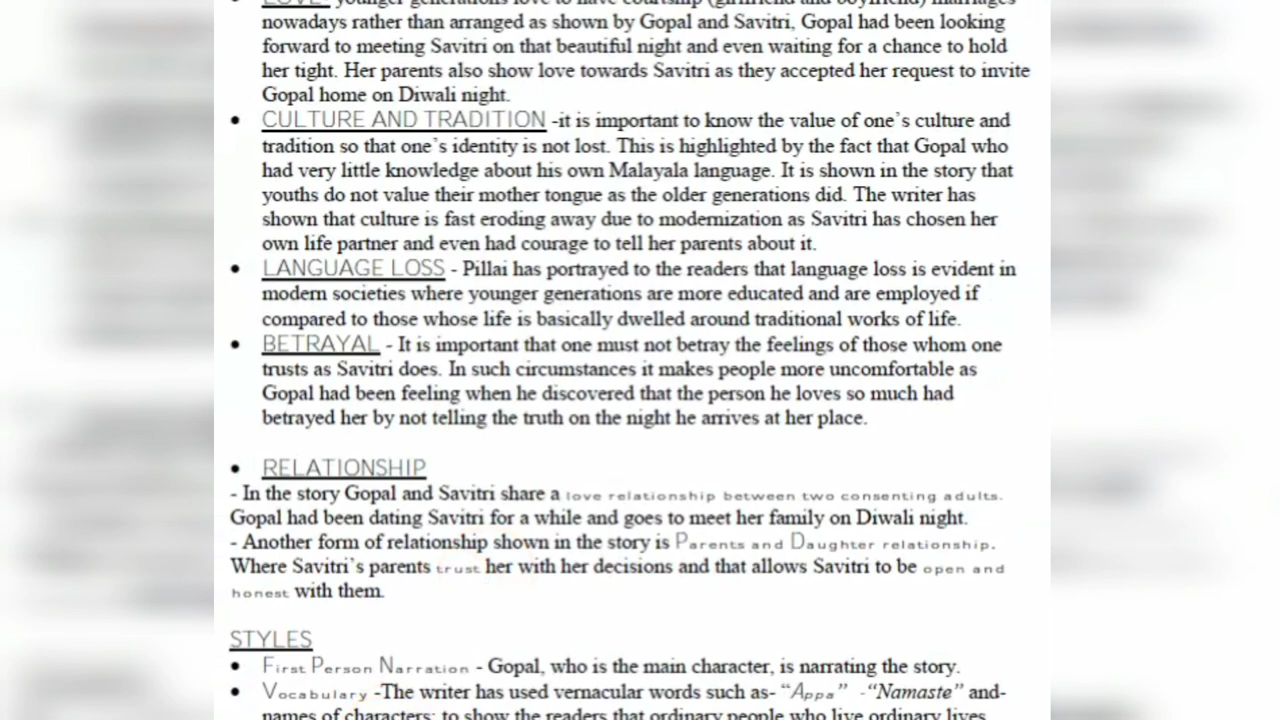 LOVE- younger generations love to have courtship (girlfriend and boyfriend) marriages
nowadays rather than arranged as shown by Gopal and Savitri, Gopal had been looking
forward to meeting Savitri on that beautiful night and even waiting for a chance to hold
her tight. Her parents also show love towards Savitri as they accepted her request to invite
Gopal home on Diwali night.
• CULTURE AND TRADITION -it is important to know the value of one's culture and
tradition so that one's identity is not lost. This is highlighted by the fact that Gopal who
had very little knowledge about his own Malayala language. It is shown in the story that
youths do not value their mother tongue as the older generations did. The writer has
shown that culture is fast eroding away due to modernization as Savitri has chosen her
own life partner and even had courage to tell her parents about it.
• LANGUAGE LOSS - Pillai has portrayed to the readers that language loss is evident in
modern societies where younger generations are more educated and are employed if
compared to those whose life is basically dwelled around traditional works of life.
• BETRAYAL - It is important that one must not betray the feelings of those whom one
trusts as Savitri does. In such circumstances it makes people more uncomfortable as
Gopal had been feeling when he discovered that the person he loves so much had
betrayed her by not telling the truth on the night he arrives at her place.
• RELATIONSHIP
- In the story Gopal and Savitri share a love relationship between two consenting adults.
Gopal had been dating Savitri for a while and goes to meet her family on Diwali night.
- Another form of relationship shown in the story is Parents and Daughter relationship.
Where Savitri's parents trust her with her decisions and that allows Savitri to be open and
honest with them.
STYLES
• First Person Narration - Gopal, who is the main character, is narrating the story.
• Vocabulary -The writer has used vernacular words such as- "Appa" -"Namaste" and-
names of characters; to show the readers that ordinary people who live ordinary lives